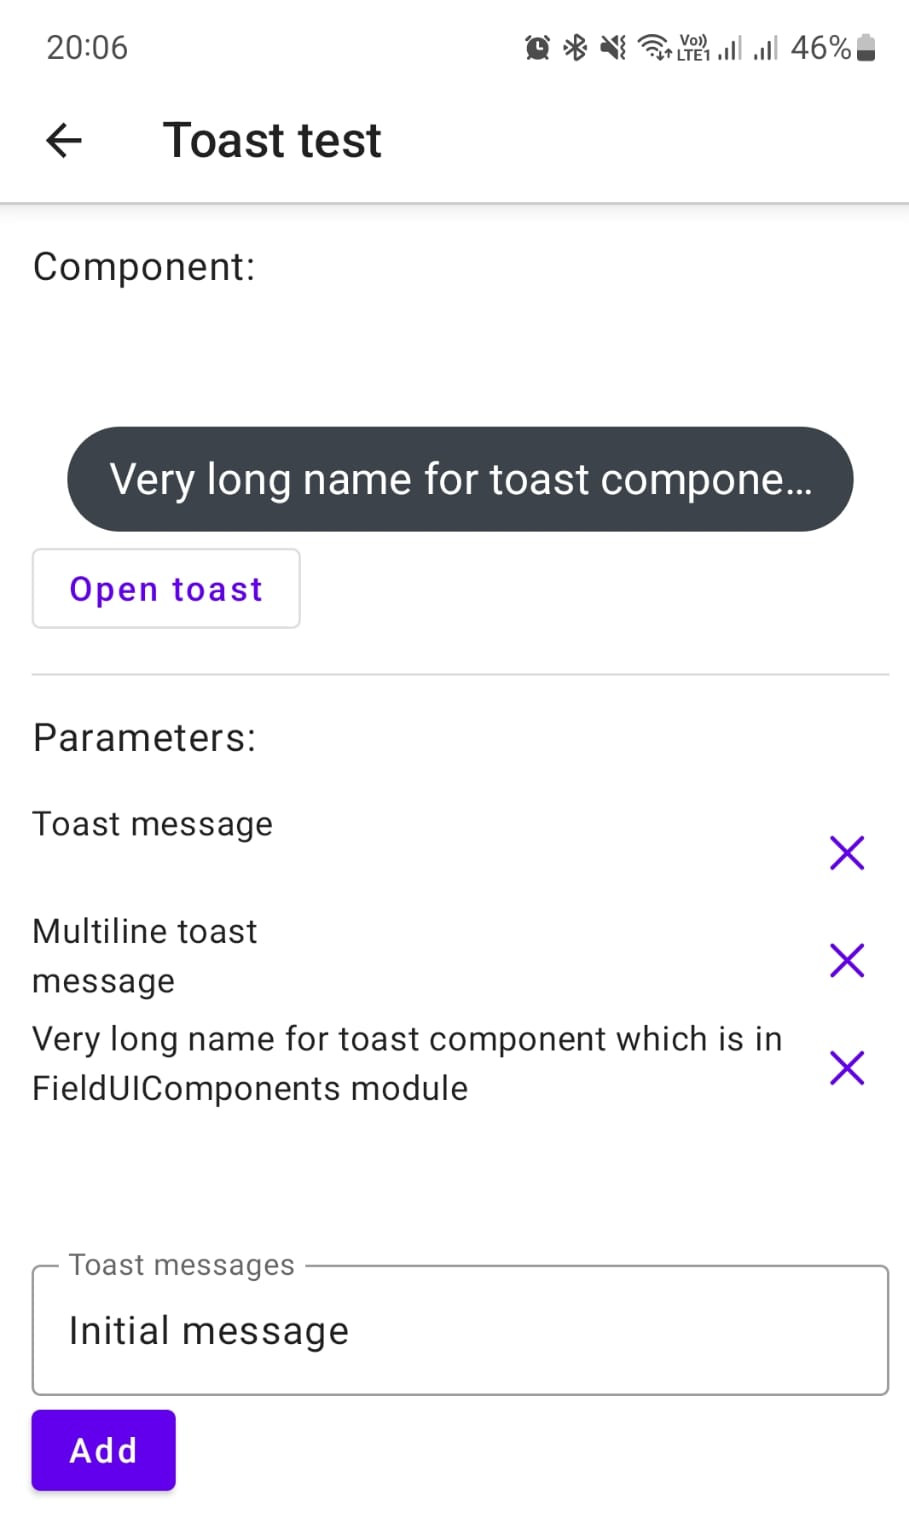 20:06
Vo)) LTE1 46%
Toast test
Component:
Very long name for toast compone...
Open toast
Parameters:
Toast message
Multiline toast
message
Very long name for toast component which is in
FieldUIComponents module
Toast messages
Initial message
Add